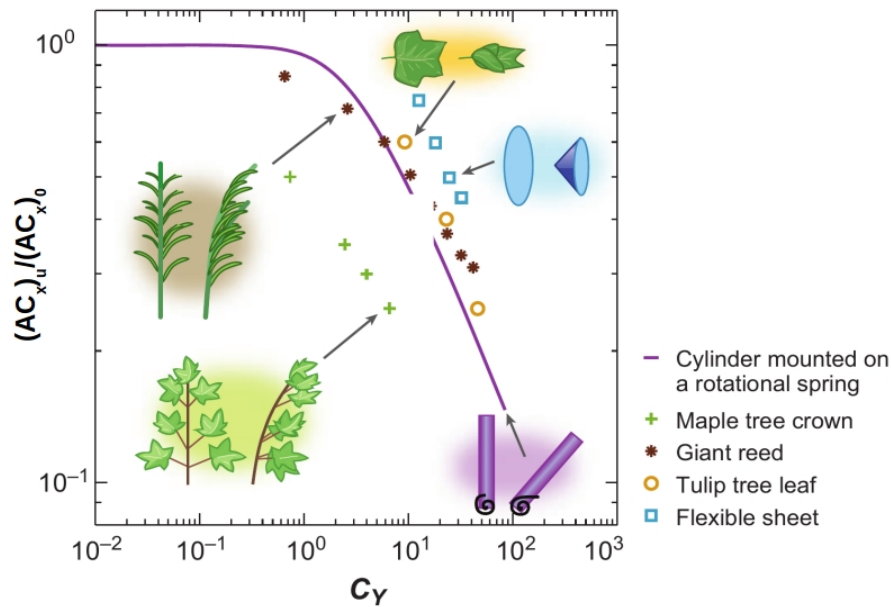 10⁰
10⁻¹
(ACₓ)ᵤ/(ACₓ)₀
10⁻² 10⁻¹ 10⁰ 10¹ 10² 10³
C_Y
Cylinder mounted on
a rotational spring
Maple tree crown
Giant reed
Tulip tree leaf
Flexible sheet